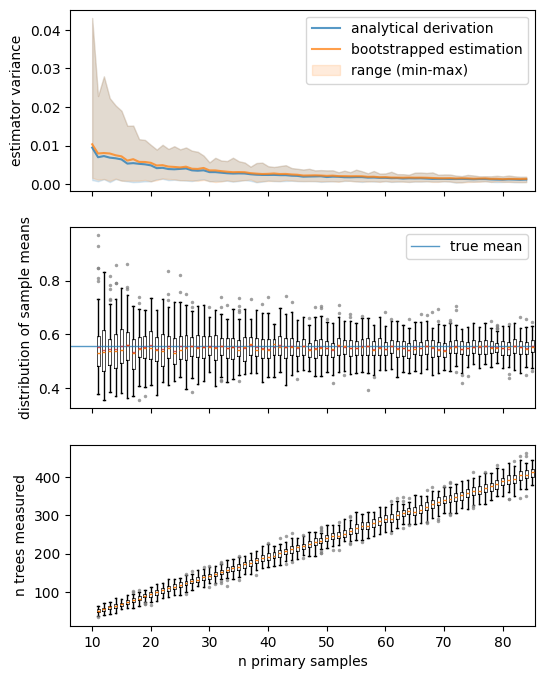 0.04
0.03
0.02
0.01
0.00
estimator variance
analytical derivation
bootstrapped estimation
range (min-max)
0.8
0.6
0.4
distribution of sample means
true mean
400
300
200
100
n trees measured
10 20 30 40 50 60 70 80
n primary samples